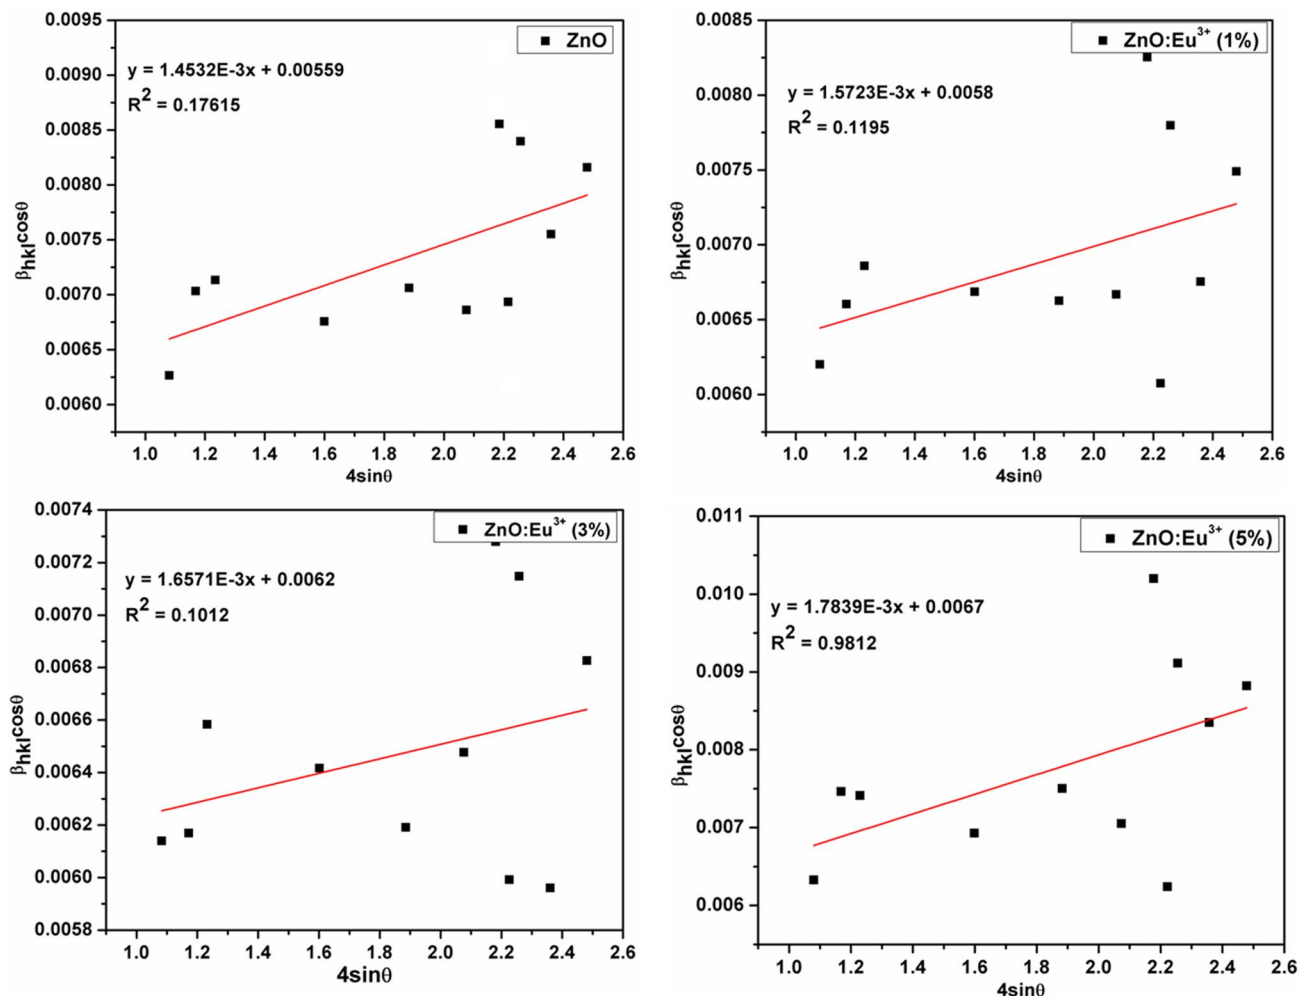 ZnO
y = 1.4532E-3x + 0.00559
R² = 0.17615
0.0095
0.0090
0.0085
0.0080
0.0075
0.0070
0.0065
0.0060
βhklcosθ
1.0 1.2 1.4 1.6 1.8 2.0 2.2 2.4 2.6
4sinθ
ZnO:Eu³⁺ (1%)
y = 1.5723E-3x + 0.0058
R² = 0.1195
0.0085
0.0080
0.0075
0.0070
0.0065
0.0060
βhklcosθ
1.0 1.2 1.4 1.6 1.8 2.0 2.2 2.4 2.6
4sinθ
ZnO:Eu³⁺ (3%)
y = 1.6571E-3x + 0.0062
R² = 0.1012
0.0074
0.0072
0.0070
0.0068
0.0066
0.0064
0.0062
0.0060
0.0058
βhklcosθ
1.0 1.2 1.4 1.6 1.8 2.0 2.2 2.4 2.6
4sinθ
ZnO:Eu³⁺ (5%)
y = 1.7839E-3x + 0.0067
R² = 0.9812
0.011
0.010
0.009
0.008
0.007
0.006
βhklcosθ
1.0 1.2 1.4 1.6 1.8 2.0 2.2 2.4 2.6
4sinθ